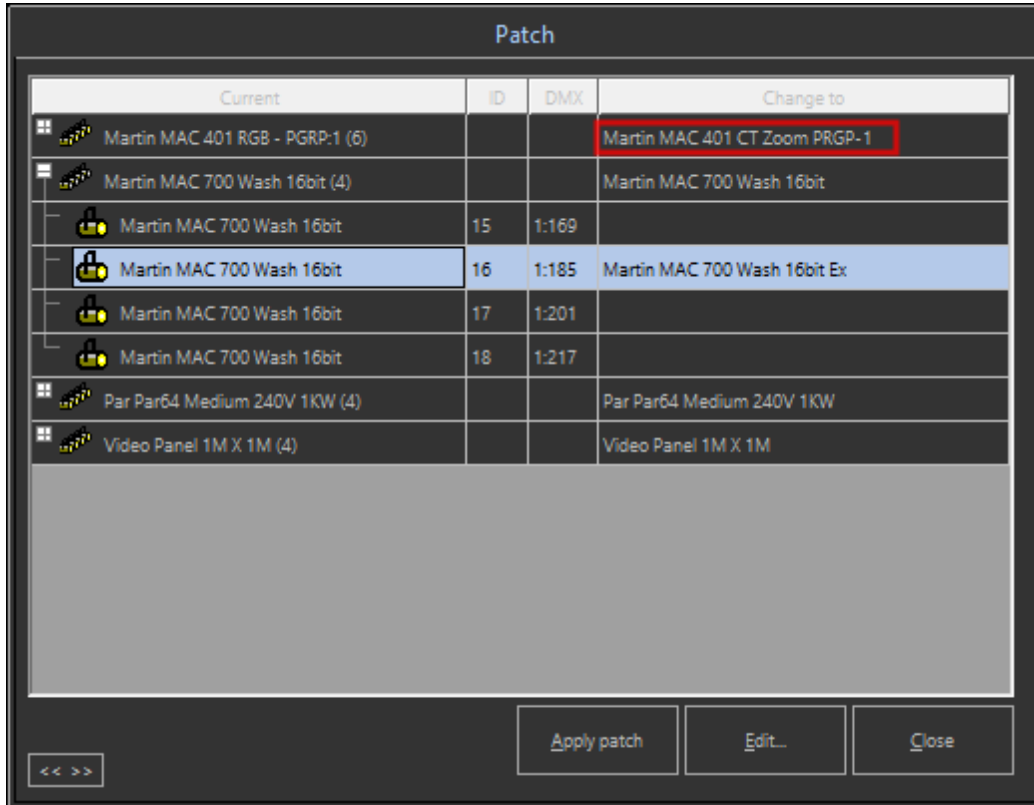 Patch
Current ID DMX Change to
Martin MAC 401 RGB - PGRP:1 (6) Martin MAC 401 CT Zoom PRGP-1
Martin MAC 700 Wash 16bit (4) Martin MAC 700 Wash 16bit
Martin MAC 700 Wash 16bit 15 1:169
Martin MAC 700 Wash 16bit 16 1:185 Martin MAC 700 Wash 16bit Ex
Martin MAC 700 Wash 16bit 17 1:201
Martin MAC 700 Wash 16bit 18 1:217
Par Par64 Medium 240V 1KW (4) Par Par64 Medium 240V 1KW
Video Panel 1M X 1M (4) Video Panel 1M X 1M
Apply patch Edit... Close
<< >>